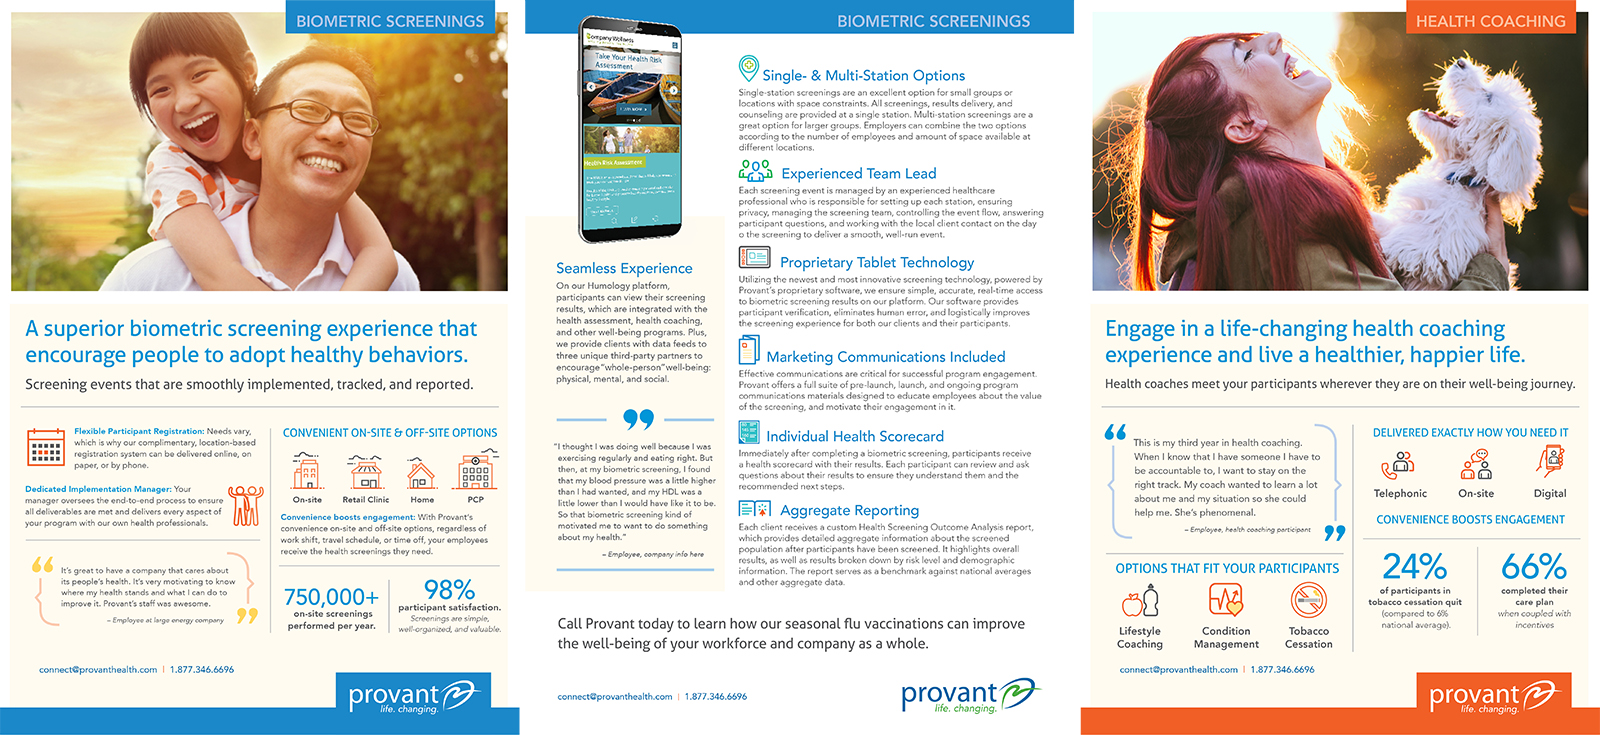 BIOMETRIC SCREENINGS
A superior biometric screening experience that
encourage people to adopt healthy behaviors.
Screening events that are smoothly implemented, tracked, and reported.
Flexible Participant Registration: Needs vary,
which is why our complimentary, location-based
registration system can be delivered online, on
paper, or by phone.
Dedicated Implementation Manager: Your
manager oversees the end-to-end process to ensure
all deliverables are met and delivers every aspect of
your program with our own health professionals.
“
It's great to have a company that cares about
its people's health. It's very motivating to know
where my health stands and what I can do to
improve it. Provant's staff was awesome.
– Employee at large energy company
”
CONVENIENT ON-SITE & OFF-SITE OPTIONS
On-site Retail Clinic Home PCP
Convenience boosts engagement: With Provant's
convenience on-site and off-site options, regardless of
work shift, travel schedule, or time off, your employees
receive the health screenings they need.
750,000+
on-site screenings
performed per year.
98%
participant satisfaction.
Screenings are simple,
well-organized, and valuable.
connect@provanthealth.com | 1.877.346.6696
provant
life. changing.
BIOMETRIC SCREENINGS
Company Wellness
Take Your Health Risk
Assessment
Health Risk Assessment
Seamless Experience
On our Humology platform,
participants can view their screening
results, which are integrated with the
health assessment, health coaching,
and other well-being programs. Plus,
we provide clients with data feeds to
three unique third-party partners to
encourage "whole-person" well-being:
physical, mental, and social.
”
"I thought I was doing well because I was
exercising regularly and eating right. But
then, at my biometric screening, I found
that my blood pressure was a little higher
than I had wanted, and my HDL was a
little lower than I would have like it to be.
So that biometric screening kind of
motivated me to want to do something
about my health."
– Employee, company info here
Single- & Multi-Station Options
Single-station screenings are an excellent option for small groups or
locations with space constraints. All screenings, results delivery, and
counseling are provided at a single station. Multi-station screenings are a
great option for larger groups. Employers can combine the two options
according to the number of employees and amount of space available at
different locations.
Experienced Team Lead
Each screening event is managed by an experienced healthcare
professional who is responsible for setting up each station, ensuring
privacy, managing the screening team, controlling the event flow, answering
participant questions, and working with the local client contact on the day
o the screening to deliver a smooth, well-run event.
Proprietary Tablet Technology
Utilizing the newest and most innovative screening technology, powered by
Provant's proprietary software, we ensure simple, accurate, real-time access
to biometric screening results on our platform. Our software provides
participant verification, eliminates human error, and logistically improves
the screening experience for both our clients and their participants.
Marketing Communications Included
Effective communications are critical for successful program engagement.
Provant offers a full suite of pre-launch, launch, and ongoing program
communications materials designed to educate employees about the value
of the screening, and motivate their engagement in it.
Individual Health Scorecard
Immediately after completing a biometric screening, participants receive
a health scorecard with their results. Each participant can review and ask
questions about their results to ensure they understand them and the
recommended next steps.
Aggregate Reporting
Each client receives a custom Health Screening Outcome Analysis report,
which provides detailed aggregate information about the screened
population after participants have been screened. It highlights overall
results, as well as results broken down by risk level and demographic
information. The report serves as a benchmark against national averages
and other aggregate data.
Call Provant today to learn how our seasonal flu vaccinations can improve
the well-being of your workforce and company as a whole.
connect@provanthealth.com | 1.877.346.6696
provant
life. changing.
HEALTH COACHING
Engage in a life-changing health coaching
experience and live a healthier, happier life.
Health coaches meet your participants wherever they are on their well-being journey.
“
This is my third year in health coaching.
When I know that I have someone I have to
be accountable to, I want to stay on the
right track. My coach wanted to learn a lot
about me and my situation so she could
help me. She's phenomenal.
– Employee, health coaching participant
”
OPTIONS THAT FIT YOUR PARTICIPANTS
Lifestyle Condition Tobacco
Coaching Management Cessation
DELIVERED EXACTLY HOW YOU NEED IT
Telephonic On-site Digital
CONVENIENCE BOOSTS ENGAGEMENT
24%
of participants in
tobacco cessation quit
(compared to 6%
national average).
66%
completed their
care plan
when coupled with
incentives
connect@provanthealth.com | 1.877.346.6696
provant
life. changing.